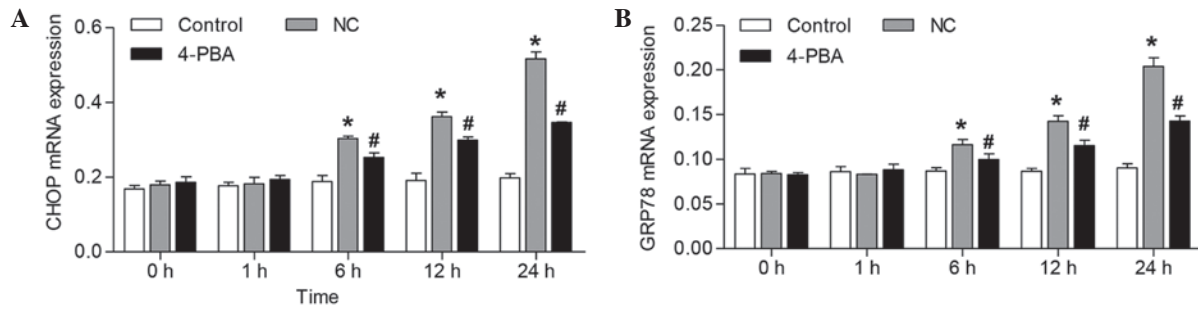 A
Control
NC
4-PBA
CHOP mRNA expression
0.6
0.4
0.2
0.0
*
*
*
#
#
#
0 h
1 h
6 h
12 h
24 h
Time
B
Control
NC
4-PBA
GRP78 mRNA expression
0.25
0.20
0.15
0.10
0.05
0.00
*
*
*
#
#
#
0 h
1 h
6 h
12 h
24 h